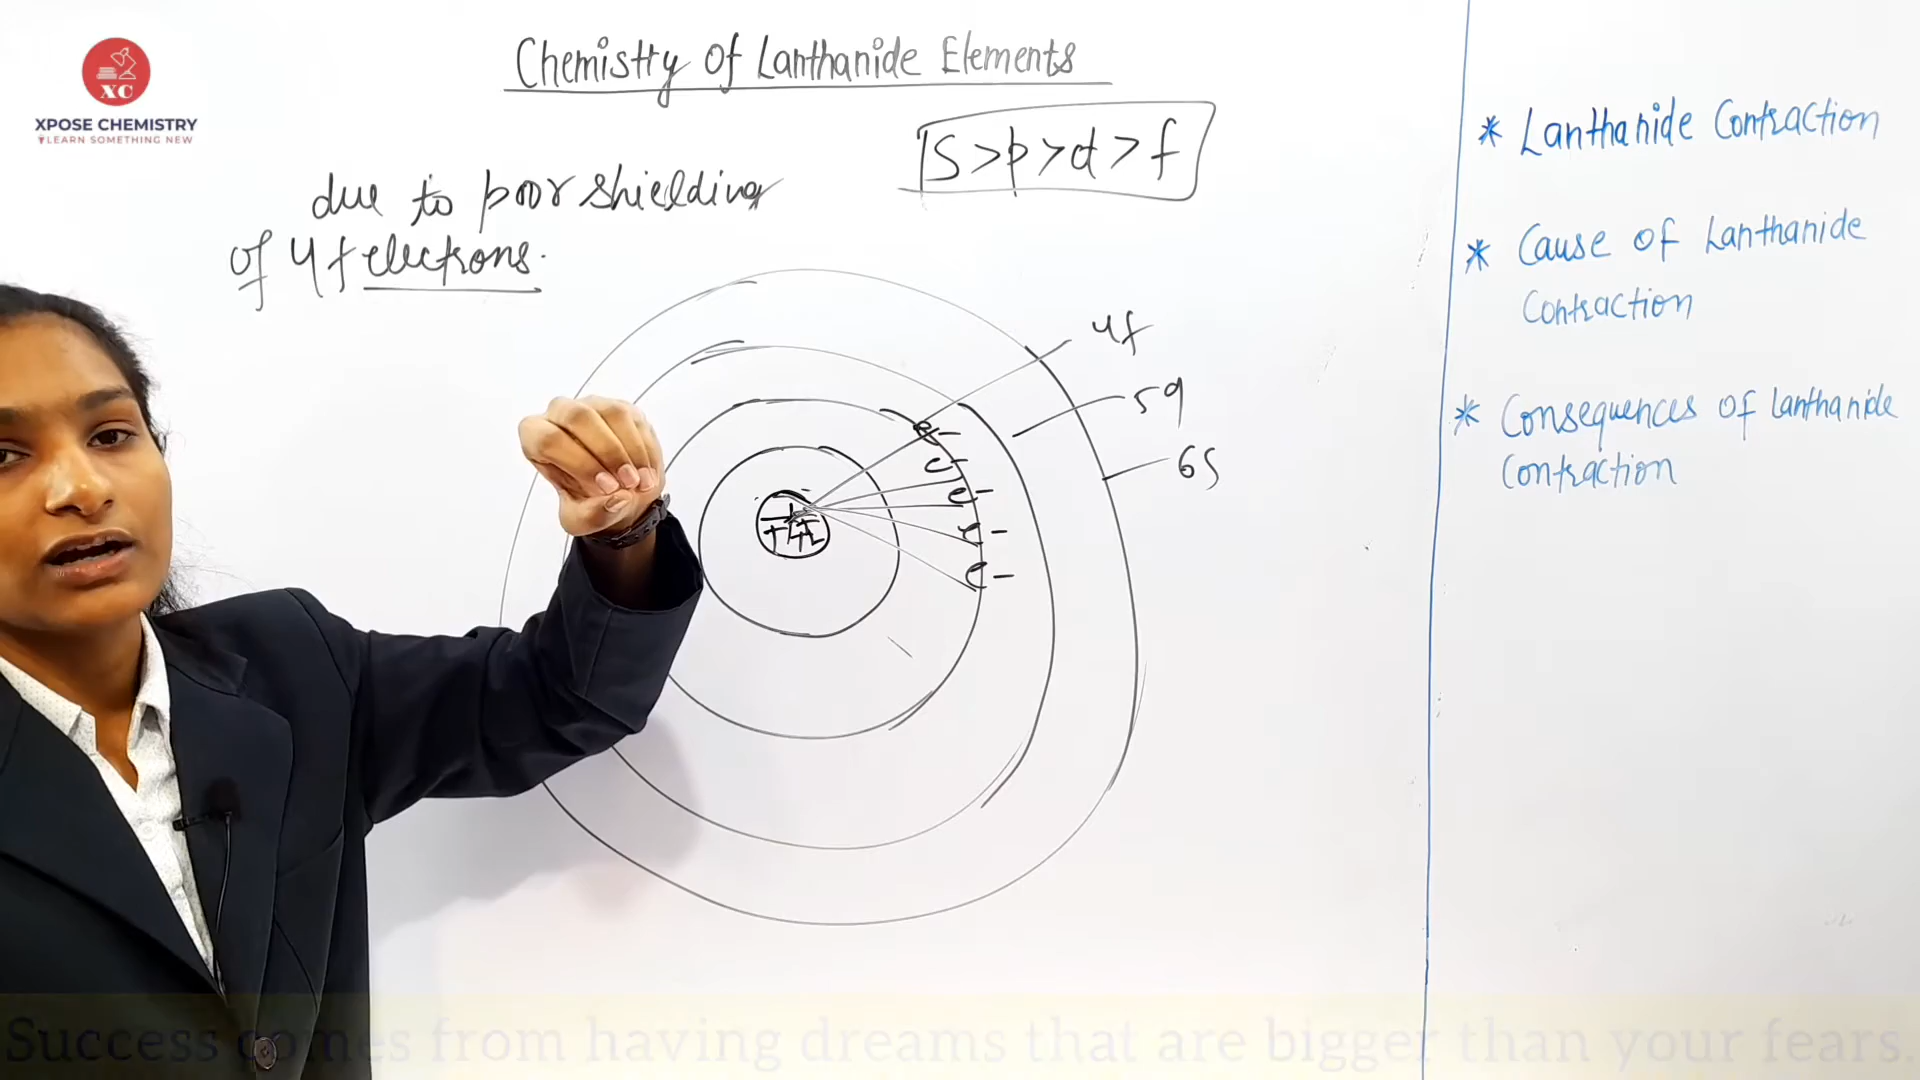 XC
XPOSE CHEMISTRY
LEARN SOMETHING NEW
Chemistry Of Lanthanide Elements
S > p > d > f
due to poor shielding
of 4f electrons.
4f
5d
6s
e-
e-
e-
e-
e-
* Lanthanide Contraction
* Cause of Lanthanide
Contraction
* Consequences of lanthanide
Contraction
Success comes from having dreams that are bigger than your fears.